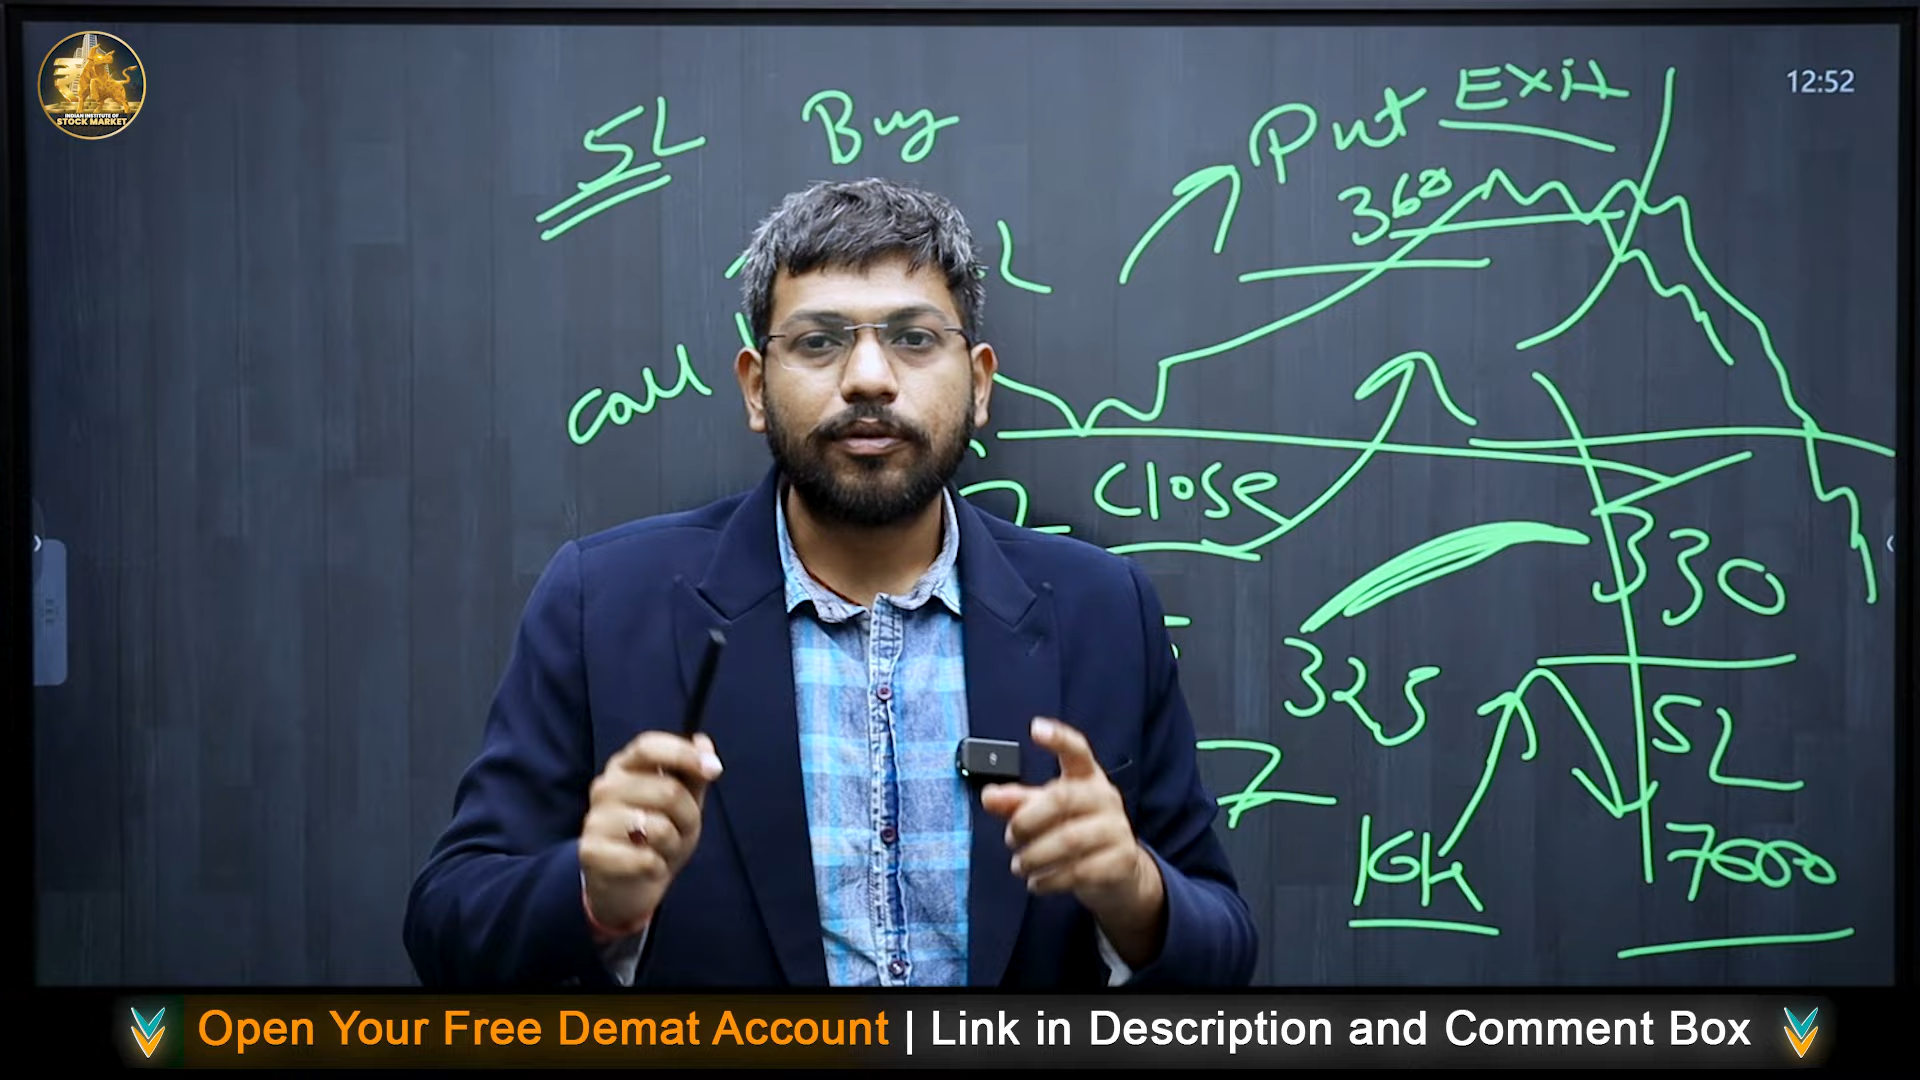 INDIAN INSTITUTE OF
STOCK MARKET
12:52
SL
Buy
Put
Exit
360
call
close
330
325
SL
10k
7000
Open Your Free Demat Account | Link in Description and Comment Box